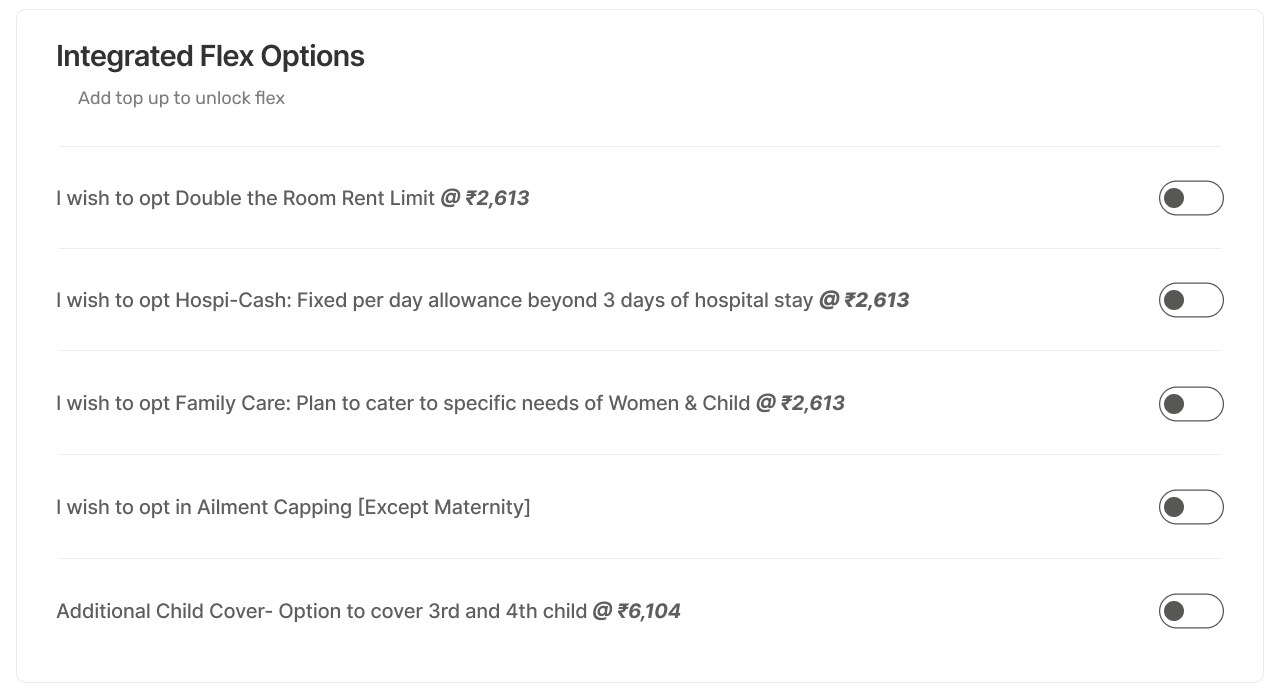 Integrated Flex Options
Add top up to unlock flex
I wish to opt Double the Room Rent Limit @ ₹2,613
I wish to opt Hospi-Cash: Fixed per day allowance beyond 3 days of hospital stay @ ₹2,613
I wish to opt Family Care: Plan to cater to specific needs of Women & Child @ ₹2,613
I wish to opt in Ailment Capping [Except Maternity]
Additional Child Cover- Option to cover 3rd and 4th child @ ₹6,104